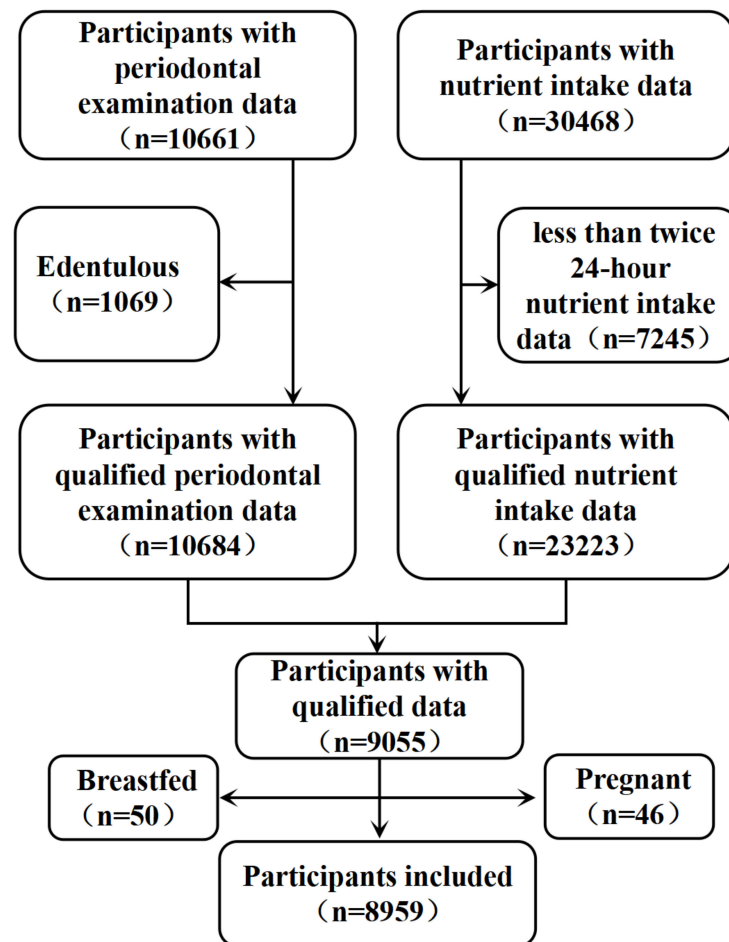 Participants with
periodontal
examination data
（n=10661）
Participants with
nutrient intake data
（n=30468）
Edentulous
（n=1069）
less than twice
24-hour
nutrient intake
data（n=7245）
Participants with
qualified periodontal
examination data
（n=10684）
Participants with
qualified nutrient
intake data
（n=23223）
Participants with
qualified data
（n=9055）
Breastfed
（n=50）
Pregnant
（n=46）
Participants included
（n=8959）